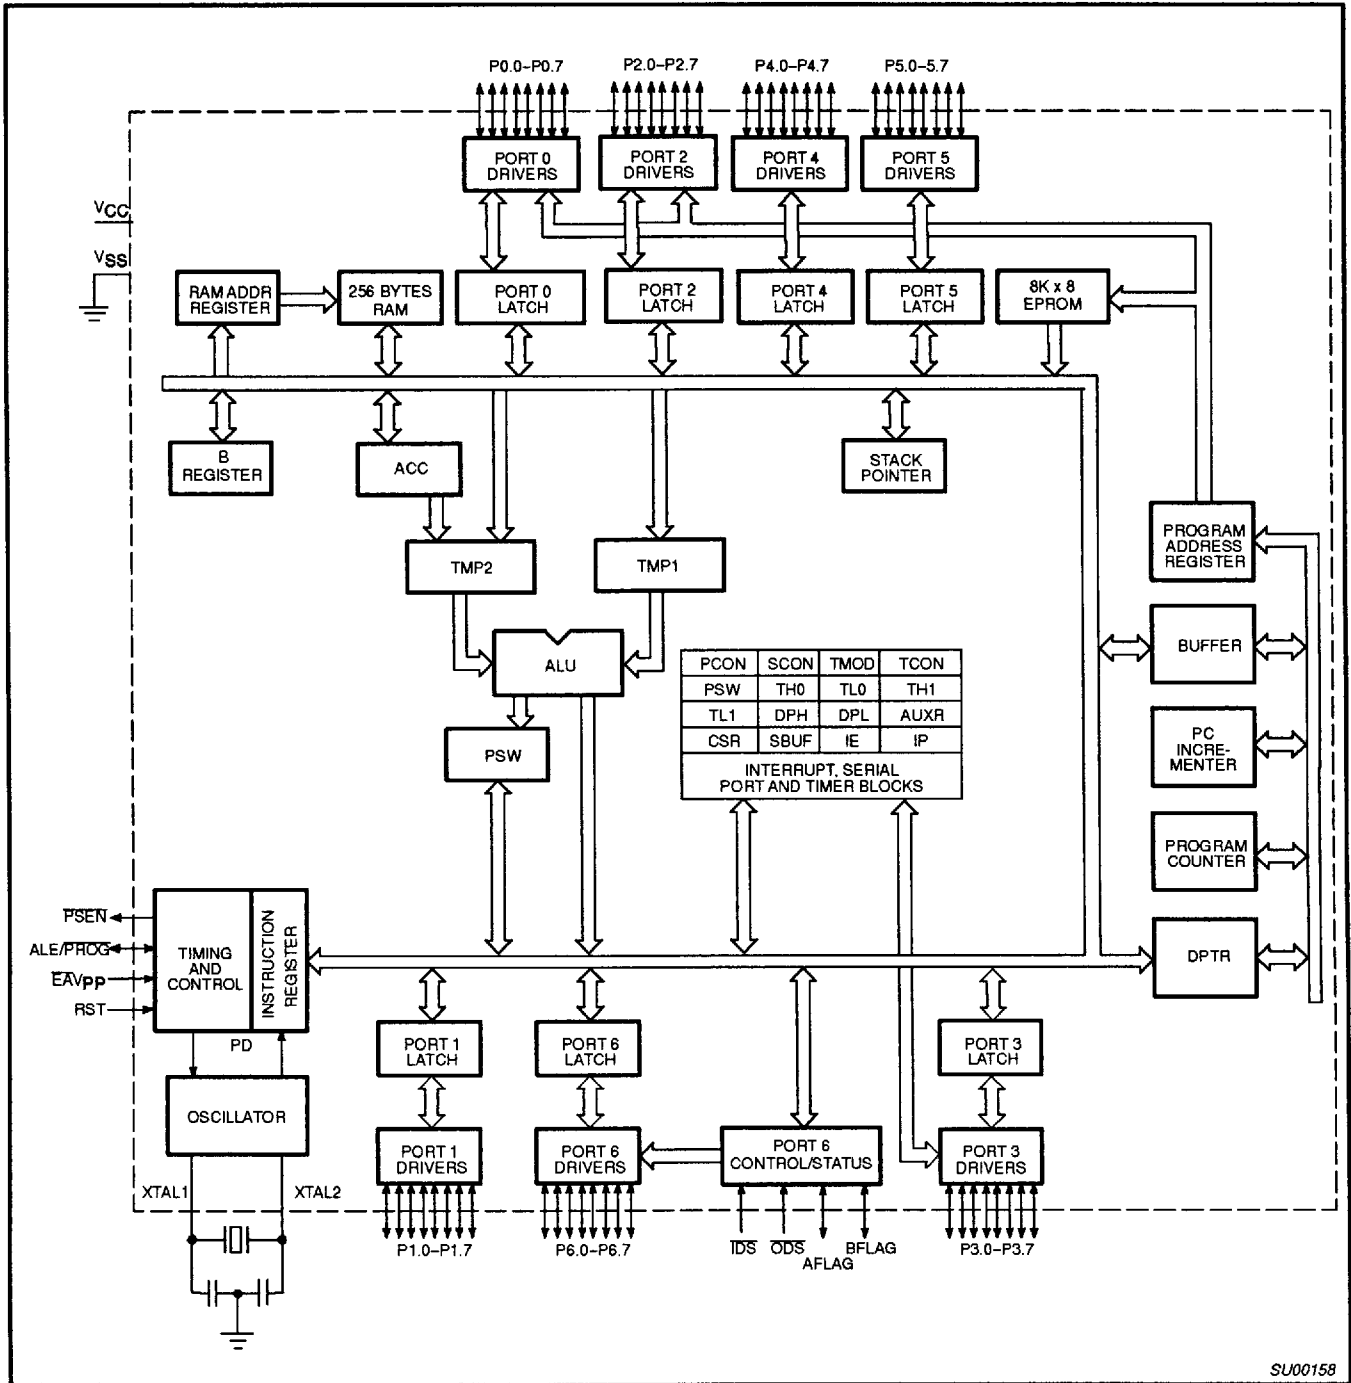 P0.0–P0.7
P2.0–P2.7
P4.0–P4.7
P5.0–5.7
PORT 0
DRIVERS
PORT 2
DRIVERS
PORT 4
DRIVERS
PORT 5
DRIVERS
VCC
VSS
RAM ADDR
REGISTER
256 BYTES
RAM
PORT 0
LATCH
PORT 2
LATCH
PORT 4
LATCH
PORT 5
LATCH
8K x 8
EPROM
B
REGISTER
ACC
STACK
POINTER
TMP2
TMP1
PROGRAM
ADDRESS
REGISTER
ALU
BUFFER
PCON SCON TMOD TCON
PSW TH0 TL0 TH1
TL1 DPH DPL AUXR
CSR SBUF IE IP
INTERRUPT, SERIAL
PORT AND TIMER BLOCKS
PSW
PC
INCRE-
MENTER
PROGRAM
COUNTER
DPTR
PSEN
ALE/PROG
EAVPP
RST
TIMING
AND
CONTROL
INSTRUCTION
REGISTER
PD
OSCILLATOR
PORT 1
LATCH
PORT 6
LATCH
PORT 3
LATCH
PORT 1
DRIVERS
PORT 6
DRIVERS
PORT 6
CONTROL/STATUS
PORT 3
DRIVERS
XTAL1
XTAL2
P1.0–P1.7
P6.0–P6.7
IDS
ODS
AFLAG
BFLAG
P3.0–P3.7
SU00158